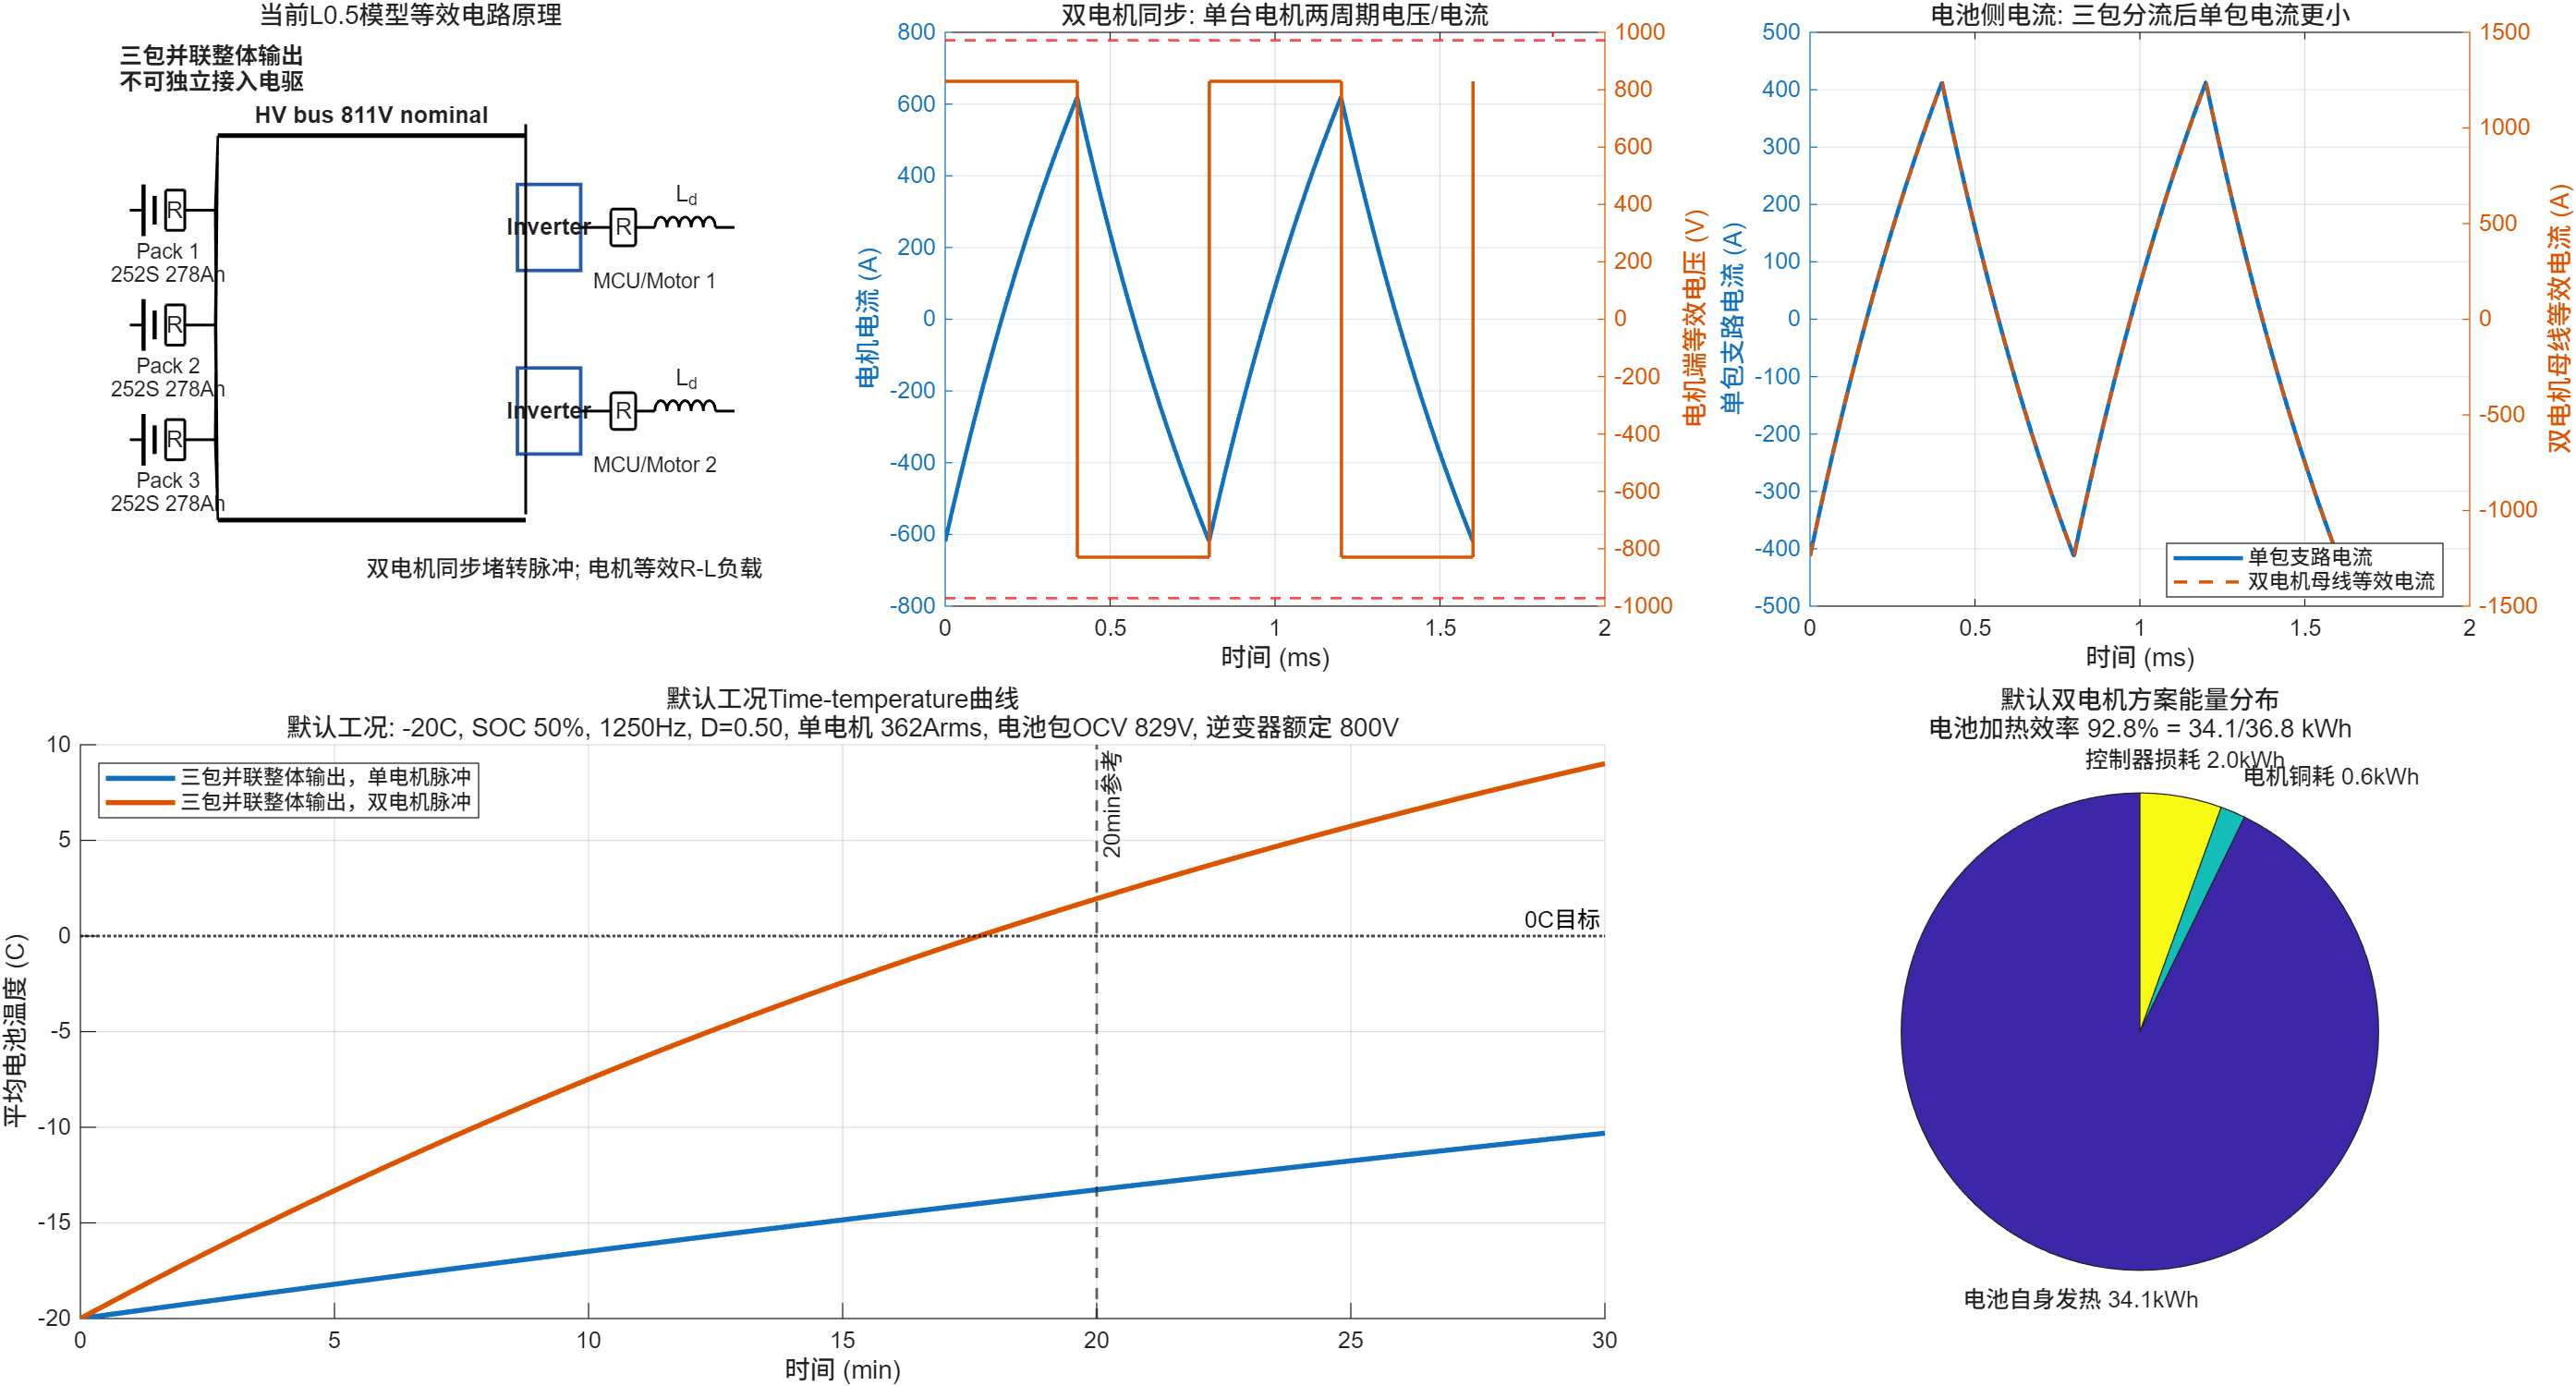 当前L0.5模型等效电路原理
三包并联整体输出
不可独立接入电驱
HV bus 811V nominal
R
Pack 1
252S 278Ah
R
Pack 2
252S 278Ah
R
Pack 3
252S 278Ah
Inverter
R
Ld
MCU/Motor 1
Inverter
R
Ld
MCU/Motor 2
双电机同步堵转脉冲; 电机等效R-L负载
双电机同步: 单台电机两周期电压/电流
电机电流 (A)
800
600
400
200
0
-200
-400
-600
-800
1000
800
600
400
200
0
-200
-400
-600
-800
-1000
电机端等效电压 (V)
0
0.5
1
1.5
2
时间 (ms)
电池侧电流: 三包分流后单包电流更小
单包支路电流 (A)
500
400
300
200
100
0
-100
-200
-300
-400
-500
1500
1000
500
0
-500
-1000
-1500
双电机母线等效电流 (A)
单包支路电流
双电机母线等效电流
0
0.5
1
1.5
2
时间 (ms)
默认工况Time-temperature曲线
默认工况: -20C, SOC 50%, 1250Hz, D=0.50, 单电机 362Arms, 电池包OCV 829V, 逆变器额定 800V
平均电池温度 (C)
10
5
0
-5
-10
-15
-20
三包并联整体输出，单电机脉冲
三包并联整体输出，双电机脉冲
20min参考
0C目标
0
5
10
15
20
25
30
时间 (min)
默认双电机方案能量分布
电池加热效率 92.8% = 34.1/36.8 kWh
控制器损耗 2.0kWh
电机铜耗 0.6kWh
电池自身发热 34.1kWh